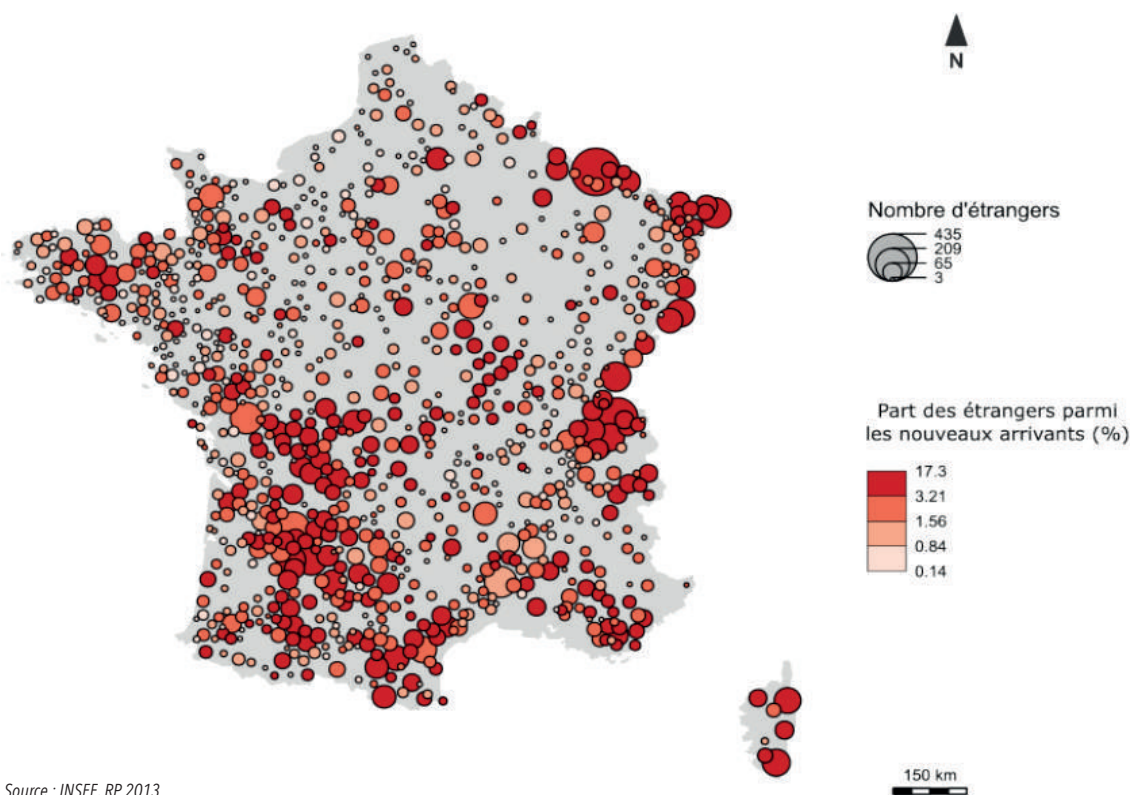 N
Nombre d'étrangers
435
209
65
3
Part des étrangers parmi
les nouveaux arrivants (%)
17.3
3.21
1.56
0.84
0.14
150 km
Source : INSEE, RP 2013